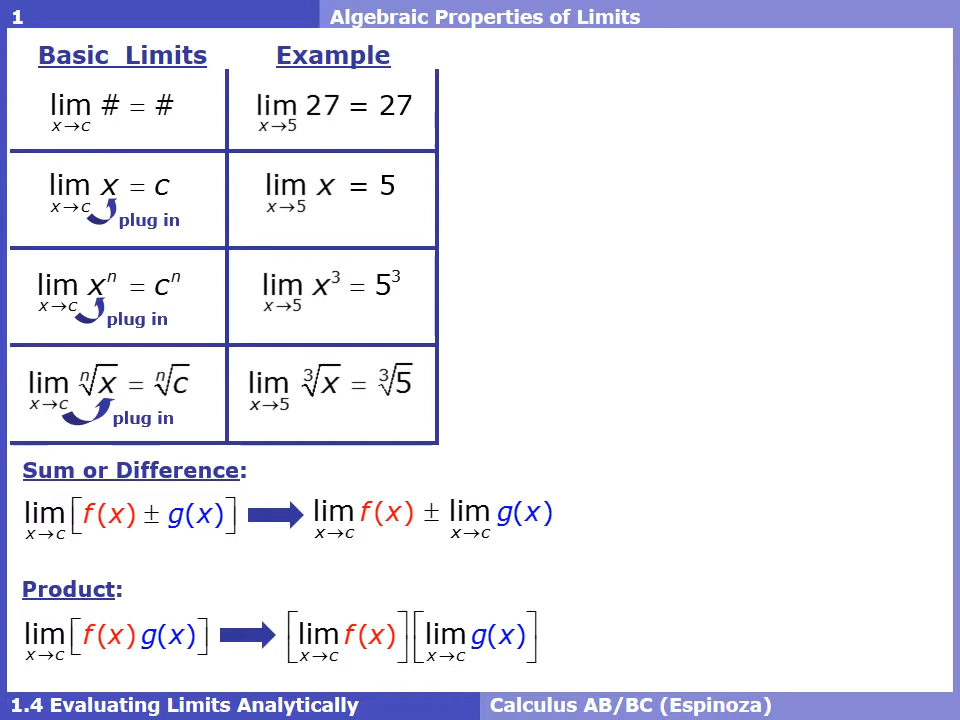 1
Algebraic Properties of Limits
Basic Limits
Example
lim # = #
x→c
lim 27 = 27
x→5
lim x = c
x→c
plug in
lim x = 5
x→5
lim xⁿ = cⁿ
x→c
plug in
lim x³ = 5³
x→5
lim ⁿ√x = ⁿ√c
x→c
plug in
lim ³√x = ³√5
x→5
Sum or Difference:
lim [f(x) ± g(x)] lim f(x) ± lim g(x)
x→c x→c x→c
Product:
lim [f(x) g(x)] [lim f(x)] [lim g(x)]
x→c x→c x→c
1.4 Evaluating Limits Analytically
Calculus AB/BC (Espinoza)